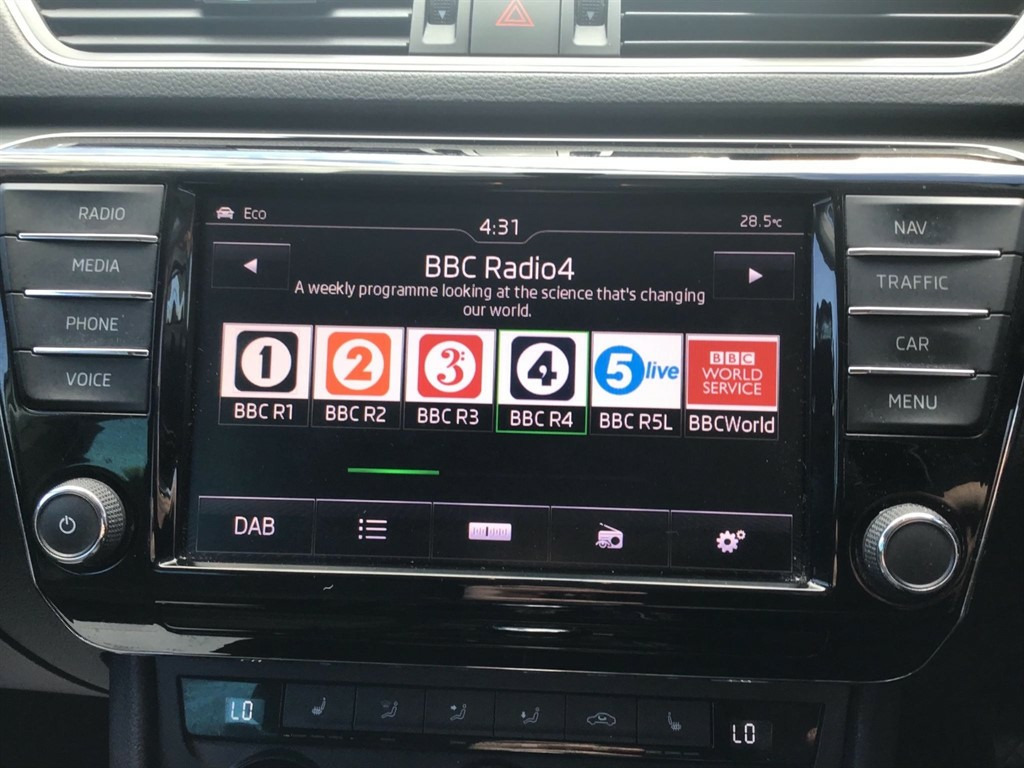 RADIO
MEDIA
PHONE
VOICE
Eco
4:31
28.5°C
BBC Radio4
A weekly programme looking at the science that's changing
our world.
1
2
3
4
5 live
BBC
WORLD
SERVICE
BBC R1
BBC R2
BBC R3
BBC R4
BBC R5L
BBCWorld
DAB
NAV
TRAFFIC
CAR
MENU
LO
LO